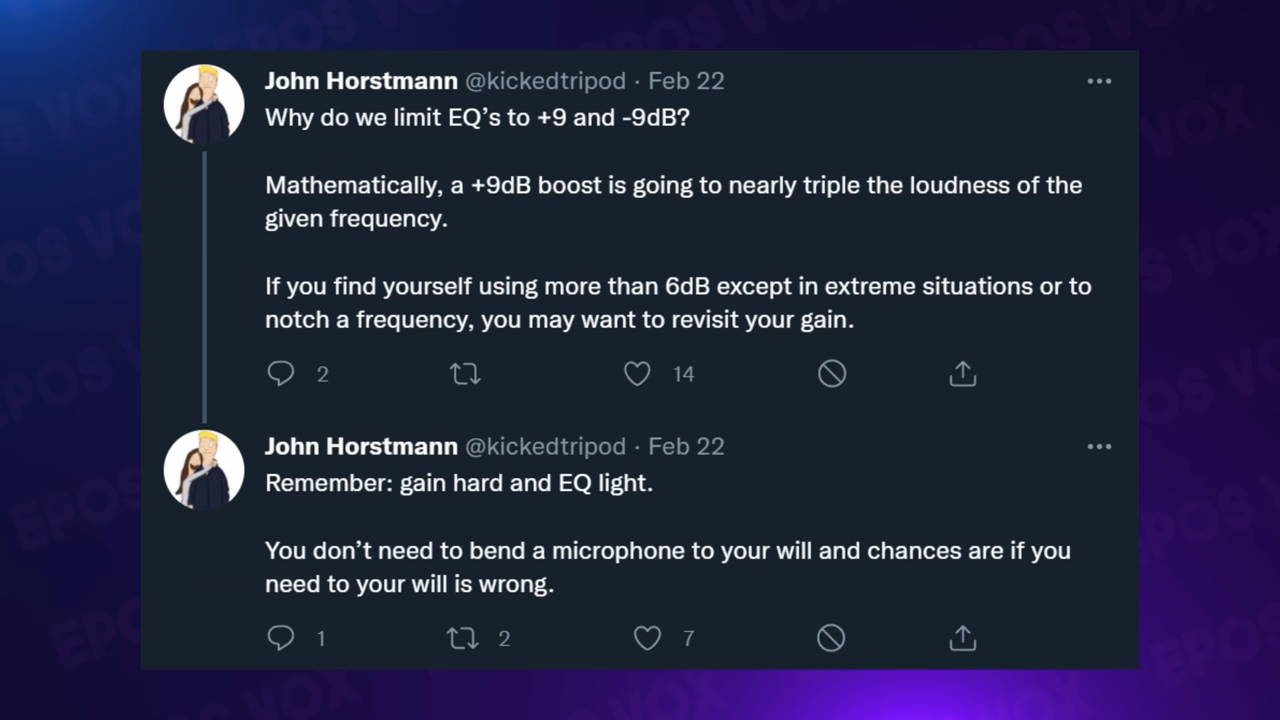 John Horstmann @kickedtripod · Feb 22
Why do we limit EQ’s to +9 and -9dB?
Mathematically, a +9dB boost is going to nearly triple the loudness of the
given frequency.
If you find yourself using more than 6dB except in extreme situations or to
notch a frequency, you may want to revisit your gain.
2 14
John Horstmann @kickedtripod · Feb 22
Remember: gain hard and EQ light.
You don’t need to bend a microphone to your will and chances are if you
need to your will is wrong.
1 2 7
EPOS VOX